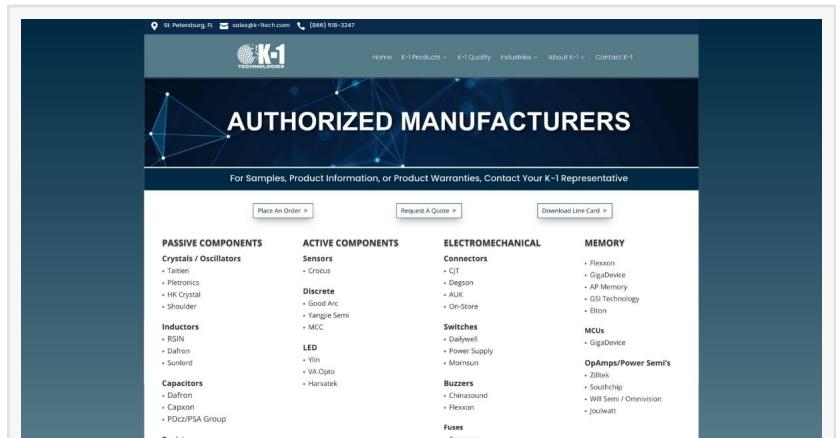 St. Petersburg, FL sales@k-1tech.com (866) 518-3247
K-1
TECHNOLOGIES
Home K-1 Products K-1 Quality Industries About K-1 Contact K-1
AUTHORIZED MANUFACTURERS
For Samples, Product Information, or Product Warranties, Contact Your K-1 Representative
Place An Order »
Request A Quote »
Download Line Card »
PASSIVE COMPONENTS
Crystals / Oscillators
• Taitien
• Pletronics
• HK Crystal
• Shoulder
Inductors
• RSIN
• Dafron
• Sunlord
Capacitors
• Dafron
• Capxon
• PDcz/PSA Group
ACTIVE COMPONENTS
Sensors
• Crocus
Discrete
• Good Arc
• Yangjie Semi
• MCC
LED
• Ylin
• VA Opto
• Harvatek
ELECTROMECHANICAL
Connectors
• CJT
• Degson
• AUK
• On-Store
Switches
• Dailywell
• Power Supply
• Mornsun
Buzzers
• Chinasound
• Flexxon
Fuses
MEMORY
• Flexxon
• GigaDevice
• AP Memory
• GSI Technology
• Elton
MCUs
• GigaDevice
OpAmps/Power Semi's
• Zilltek
• Southchip
• Will Semi / Omnivision
• Joulwatt